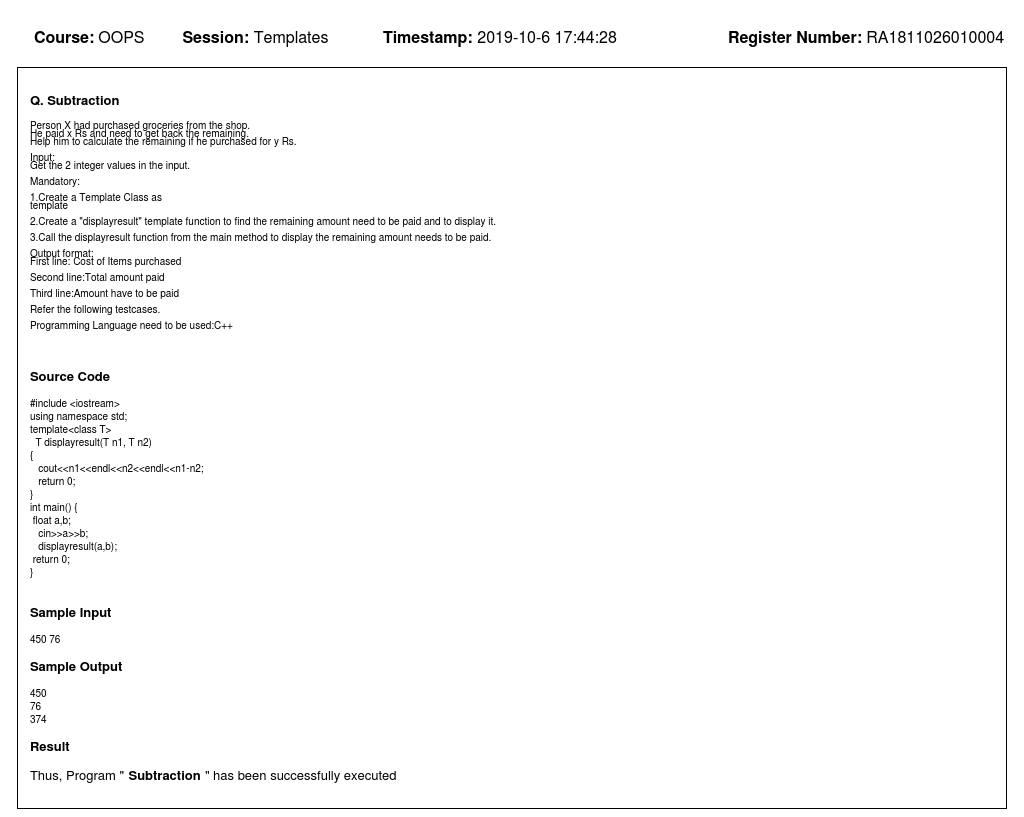 Course: OOPS Session: Templates Timestamp: 2019-10-6 17:44:28 Register Number: RA1811026010004
Q. Subtraction
Person X had purchased groceries from the shop.
He paid x Rs and need to get back the remaining.
Help him to calculate the remaining if he purchased for y Rs.
Input:
Get the 2 integer values in the input.
Mandatory:
1.Create a Template Class as
template
2.Create a "displayresult" template function to find the remaining amount need to be paid and to display it.
3.Call the displayresult function from the main method to display the remaining amount needs to be paid.
Output format:
First line: Cost of Items purchased
Second line:Total amount paid
Third line:Amount have to be paid
Refer the following testcases.
Programming Language need to be used:C++
Source Code
#include <iostream>
using namespace std;
template<class T>
T displayresult(T n1, T n2)
{
cout<<n1<<endl<<n2<<endl<<n1-n2;
return 0;
}
int main() {
float a,b;
cin>>a>>b;
displayresult(a,b);
return 0;
}
Sample Input
450 76
Sample Output
450
76
374
Result
Thus, Program " Subtraction " has been successfully executed